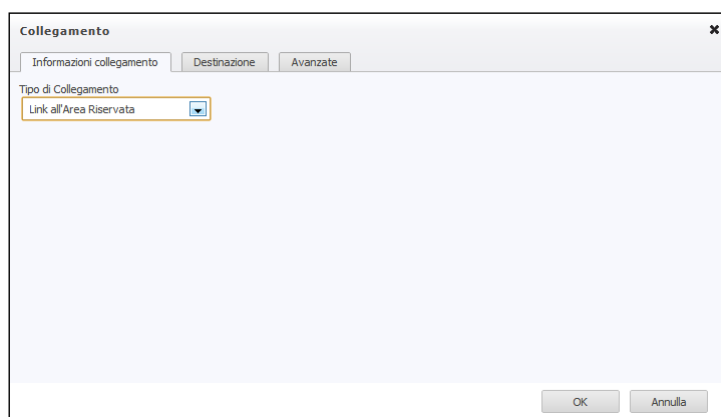 Collegamento
Informazioni collegamento Destinazione Avanzate
Tipo di Collegamento
Link all'Area Riservata
OK Annulla